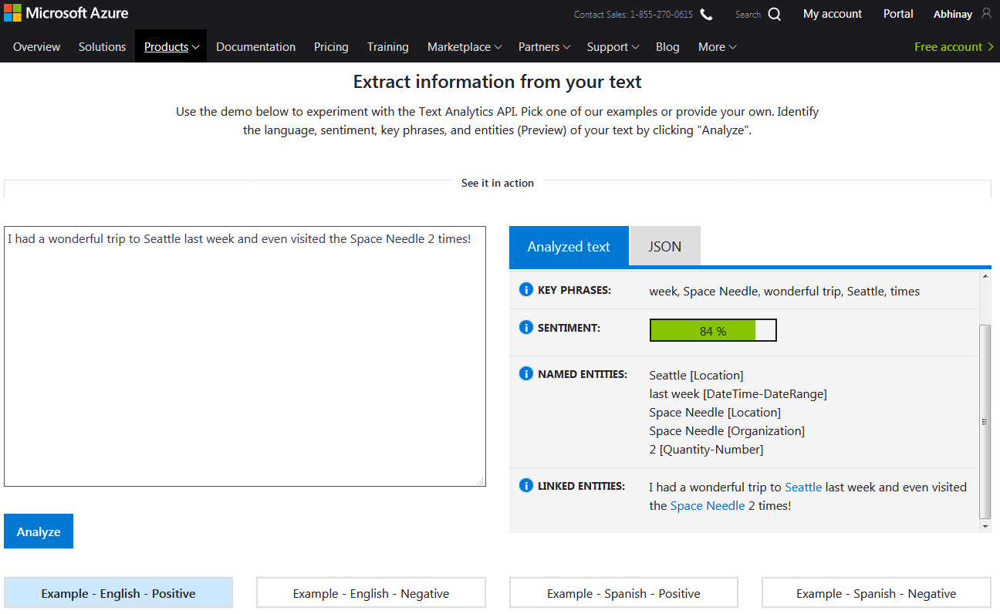 Microsoft Azure
Contact Sales: 1-855-270-0615 Search My account Portal Abhinay
Overview Solutions Products Documentation Pricing Training Marketplace Partners Support Blog More Free account
Extract information from your text
Use the demo below to experiment with the Text Analytics API. Pick one of our examples or provide your own. Identify
the language, sentiment, key phrases, and entities (Preview) of your text by clicking "Analyze".
See it in action
I had a wonderful trip to Seattle last week and even visited the Space Needle 2 times!
Analyzed text JSON
KEY PHRASES: week, Space Needle, wonderful trip, Seattle, times
SENTIMENT: 84 %
NAMED ENTITIES: Seattle [Location]
last week [DateTime-DateRange]
Space Needle [Location]
Space Needle [Organization]
2 [Quantity-Number]
LINKED ENTITIES: I had a wonderful trip to Seattle last week and even visited
the Space Needle 2 times!
Analyze
Example - English - Positive Example - English - Negative Example - Spanish - Positive Example - Spanish - Negative